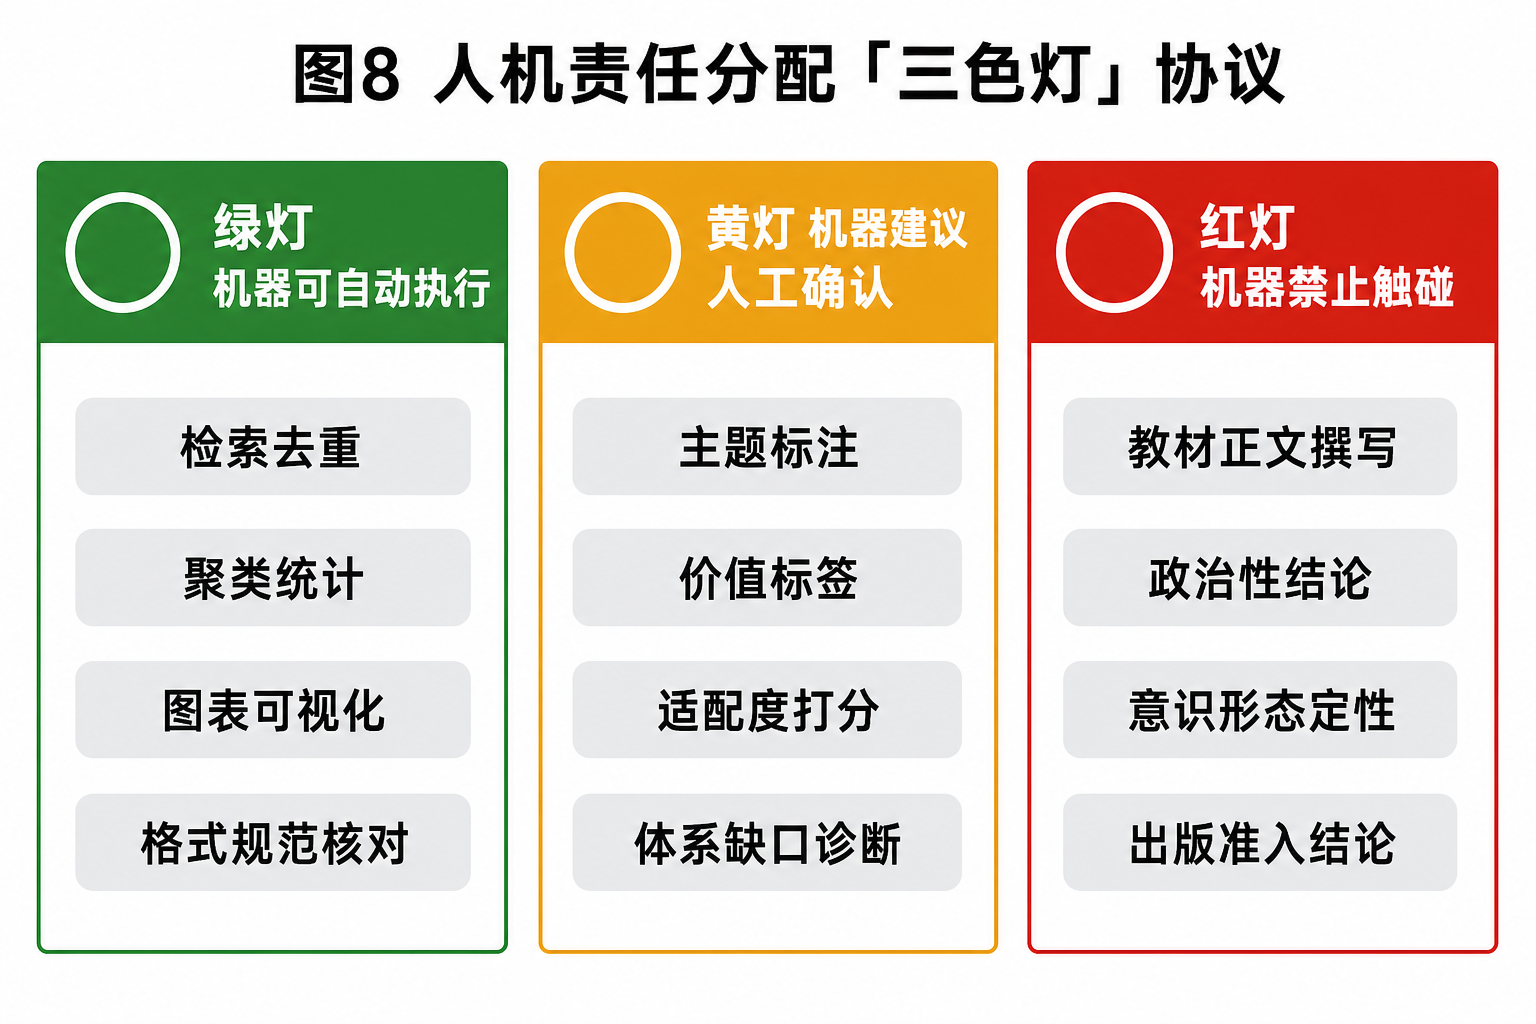 图8 人机责任分配「三色灯」协议
绿灯
机器可自动执行
检索去重
聚类统计
图表可视化
格式规范核对
黄灯 机器建议
人工确认
主题标注
价值标签
适配度打分
体系缺口诊断
红灯
机器禁止触碰
教材正文撰写
政治性结论
意识形态定性
出版准入结论